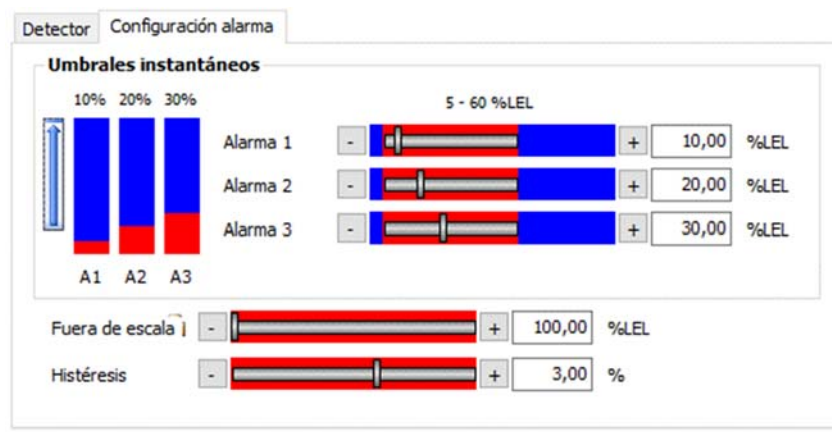 Detector
Configuración alarma
Umbrales instantáneos
10% 20% 30%
5 - 60 %LEL
Alarma 1 - + 10,00 %LEL
Alarma 2 - + 20,00 %LEL
Alarma 3 - + 30,00 %LEL
A1 A2 A3
Fuera de escala - + 100,00 %LEL
Histéresis - + 3,00 %